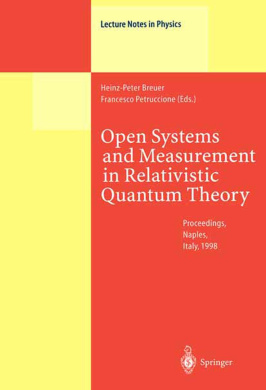 Lecture Notes in Physics
Heinz-Peter Breuer
Francesco Petruccione (Eds.)
Open Systems
and Measurement
in Relativistic
Quantum Theory
Proceedings,
Naples,
Italy, 1998
Springer